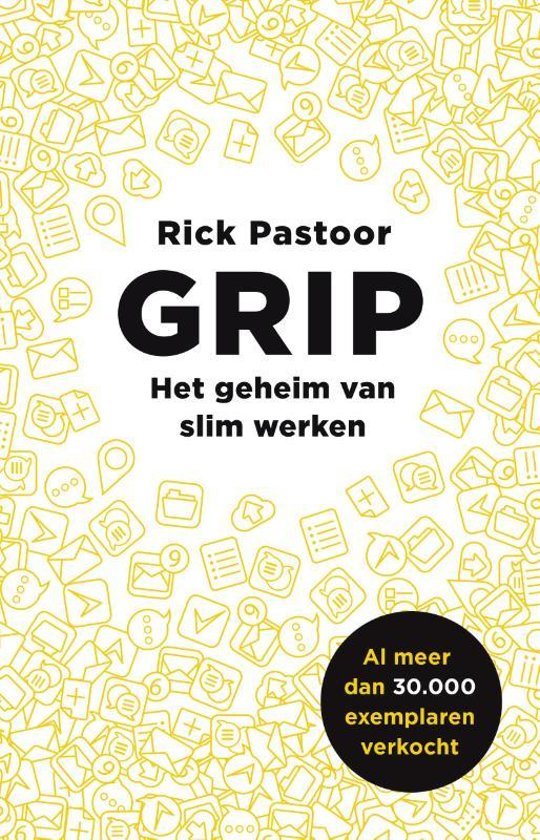 Rick Pastoor
GRIP
Het geheim van
slim werken
Al meer
dan 30.000
exemplaren
verkocht